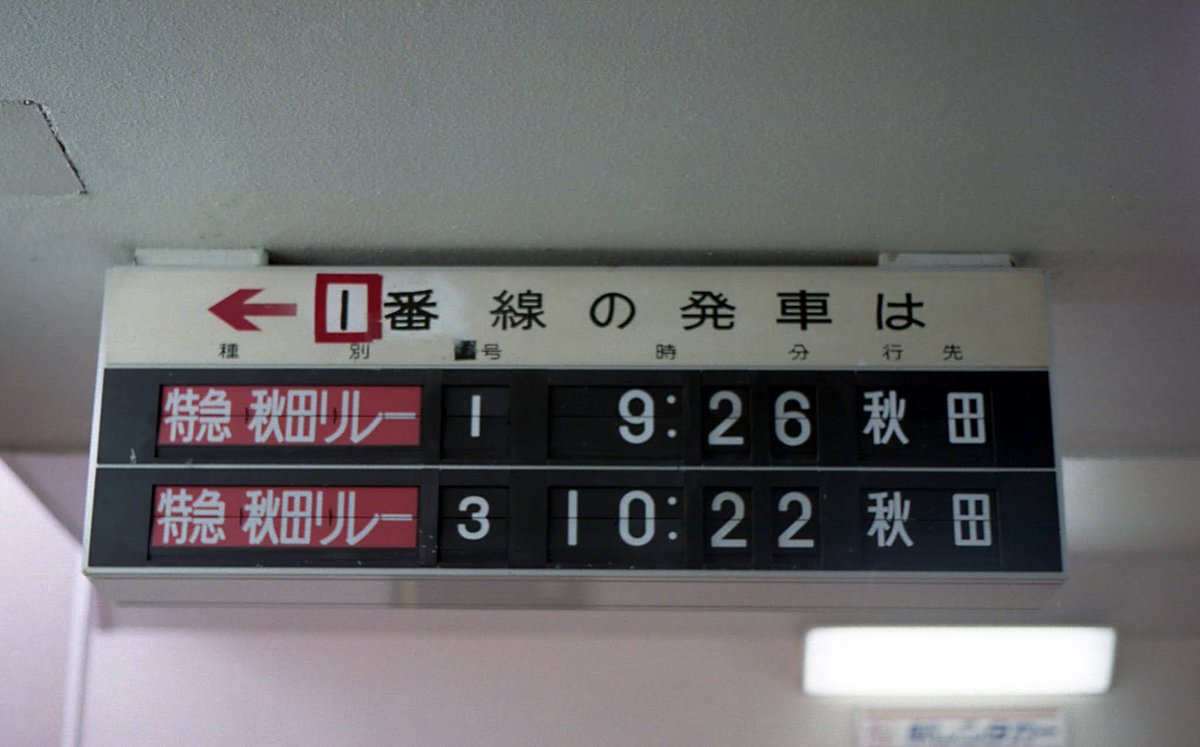 1番線の発車は
種別 号 時 分 行先
特急 秋田リレー 1 9:26 秋田
特急 秋田リレー 3 10:22 秋田